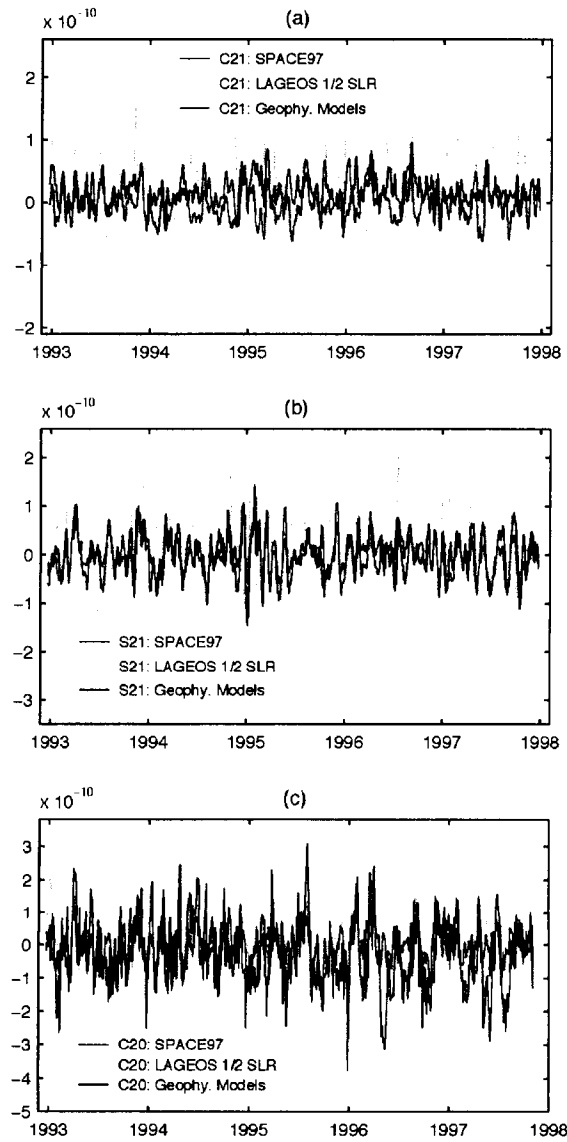 (a)
x 10⁻¹⁰
C21: SPACE97
C21: LAGEOS 1/2 SLR
C21: Geophy. Models
2
1
0
-1
-2
1993 1994 1995 1996 1997 1998
(b)
x 10⁻¹⁰
2
1
0
-1
-2
-3
S21: SPACE97
S21: LAGEOS 1/2 SLR
S21: Geophy. Models
1993 1994 1995 1996 1997 1998
(c)
x 10⁻¹⁰
3
2
1
0
-1
-2
-3
-4
-5
C20: SPACE97
C20: LAGEOS 1/2 SLR
C20: Geophy. Models
1993 1994 1995 1996 1997 1998